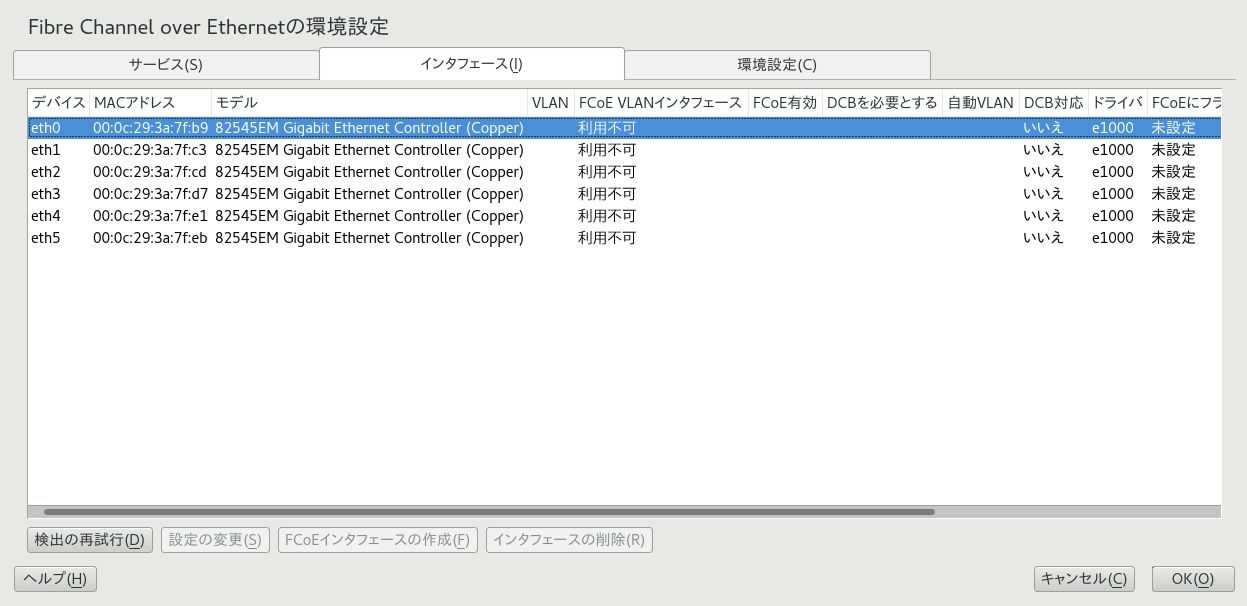 Fibre Channel over Ethernetの環境設定
サービス(S) インタフェース(I) 環境設定(C)
デバイス MACアドレス モデル VLAN FCoE VLANインタフェース FCoE有効 DCBを必要とする 自動VLAN DCB対応 ドライバ FCoEにフラ
eth0 00:0c:29:3a:7f:b9 82545EM Gigabit Ethernet Controller (Copper) 利用不可 いいえ e1000 未設定
eth1 00:0c:29:3a:7f:c3 82545EM Gigabit Ethernet Controller (Copper) 利用不可 いいえ e1000 未設定
eth2 00:0c:29:3a:7f:cd 82545EM Gigabit Ethernet Controller (Copper) 利用不可 いいえ e1000 未設定
eth3 00:0c:29:3a:7f:d7 82545EM Gigabit Ethernet Controller (Copper) 利用不可 いいえ e1000 未設定
eth4 00:0c:29:3a:7f:e1 82545EM Gigabit Ethernet Controller (Copper) 利用不可 いいえ e1000 未設定
eth5 00:0c:29:3a:7f:eb 82545EM Gigabit Ethernet Controller (Copper) 利用不可 いいえ e1000 未設定
検出の再試行(D) 設定の変更(S) FCoEインタフェースの作成(F) インタフェースの削除(R)
ヘルプ(H) キャンセル(C) OK(O)